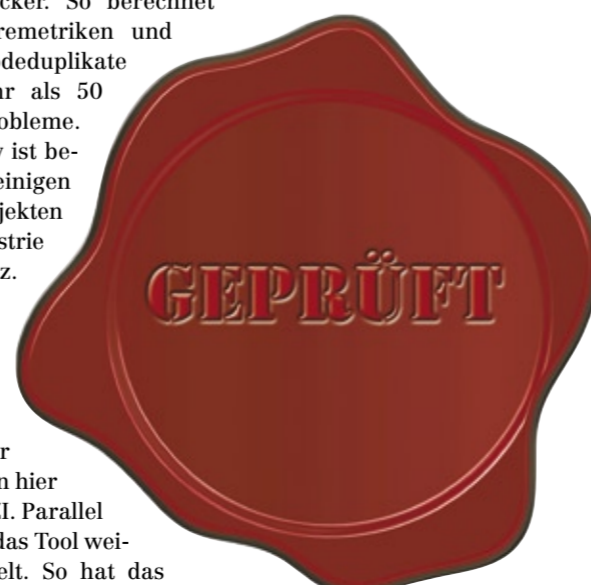 cker. So berechnet
remetriken und
deduplikate
r als 50
obleme.
ist be-
einigen
jekten
strie
z.
GEPRÜFT
r
n hier
I. Parallel
das Tool wei-
elt. So hat das